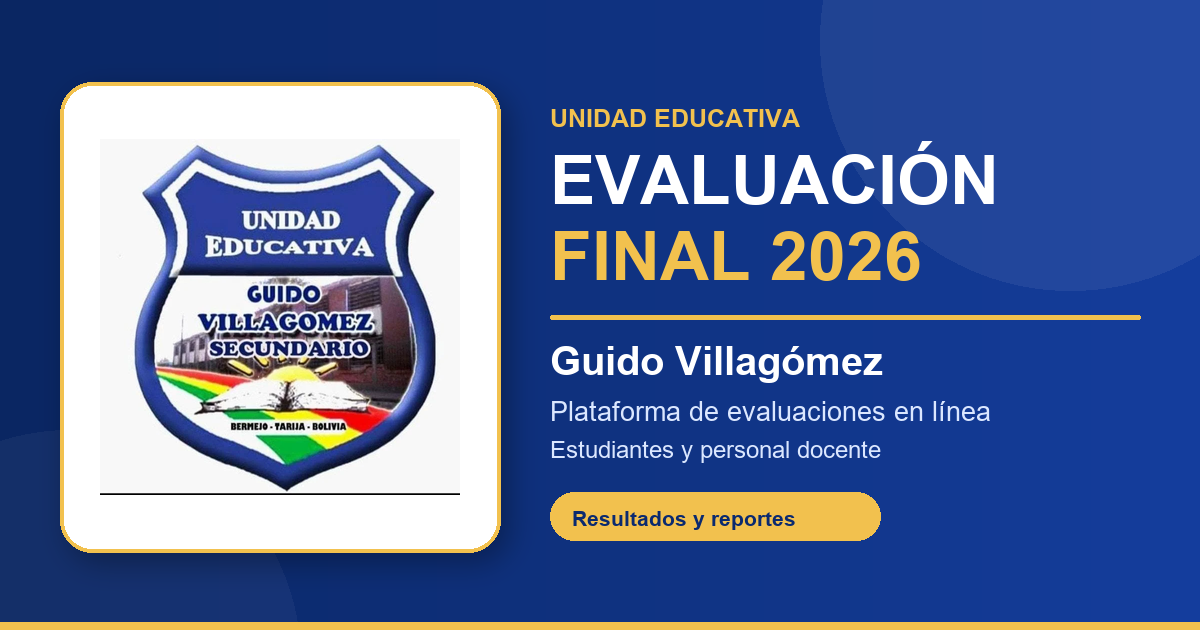 UNIDAD
EDUCATIVA
GUIDO
VILLAGOMEZ
SECUNDARIO
BERMEJO - TARIJA - BOLIVIA
UNIDAD EDUCATIVA
EVALUACIÓN
FINAL 2026
Guido Villagómez
Plataforma de evaluaciones en línea
Estudiantes y personal docente
Resultados y reportes